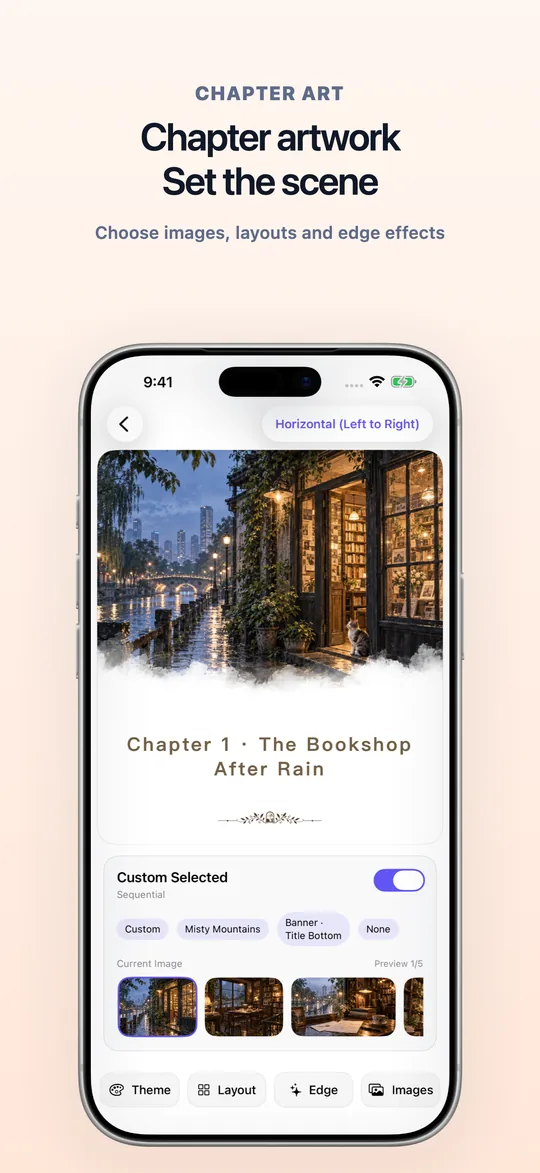 CHAPTER ART
Chapter artwork
Set the scene
Choose images, layouts and edge effects
9:41
Horizontal (Left to Right)
Chapter 1 · The Bookshop
After Rain
Custom Selected
Sequential
Custom
Misty Mountains
Banner ·
Title Bottom
None
Current Image
Preview 1/5
Theme
Layout
Edge
Images